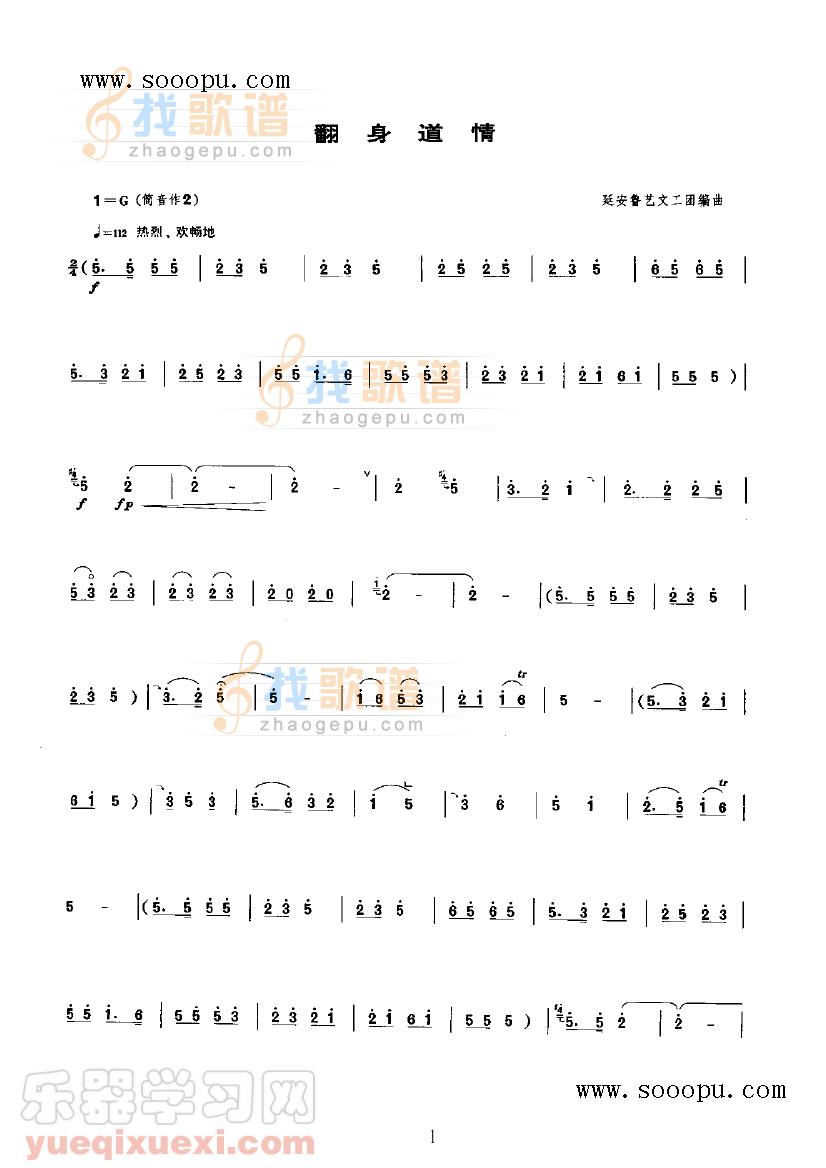 www.sooopu.com
找歌谱
zhaogepu.com
翻身道情
1=G (筒音作2)
延安鲁艺文工团编曲
♩=112 热烈、欢畅地
2/4 (5. 5 5 5 | 2 3 5 | 2 3 5 | 2 5 2 5 | 2 3 5 | 6 5 6 5 |
f
5. 3 2 1 | 2 5 2 3 | 5 5 1. 6 | 5 5 5 3 | 2 3 2 1 | 2 1 6 1 | 5 5 5 ) |
找歌谱
zhaogepu.com
5 2 | 2 - | 2 - | 2 5 | 3. 2 1 | 2. 2 2 5 |
f fp
5 3 2 3 | 2 3 2 3 | 2 0 2 0 | 2 - | 2 - | (5. 5 5 5 | 2 3 5 |
tr
2 3 5 ) | 3. 2 5 | 5 - | 1 6 5 3 | 2 1 1 6 | 5 - | (5. 3 2 1 |
找歌谱
zhaogepu.com
tr
6 1 5 ) | 3 5 3 | 5. 6 3 2 | 1 5 | 3 6 | 5 1 | 2. 5 1 6 |
5 - | (5. 5 5 5 | 2 3 5 | 2 3 5 | 6 5 6 5 | 5. 3 2 1 | 2 5 2 3 |
5 5 1. 6 | 5 5 5 3 | 2 3 2 1 | 2 1 6 1 | 5 5 5 ) | 5. 5 2 | 2 - |
乐器学习网
yueqixuexi.com
www.sooopu.com
1